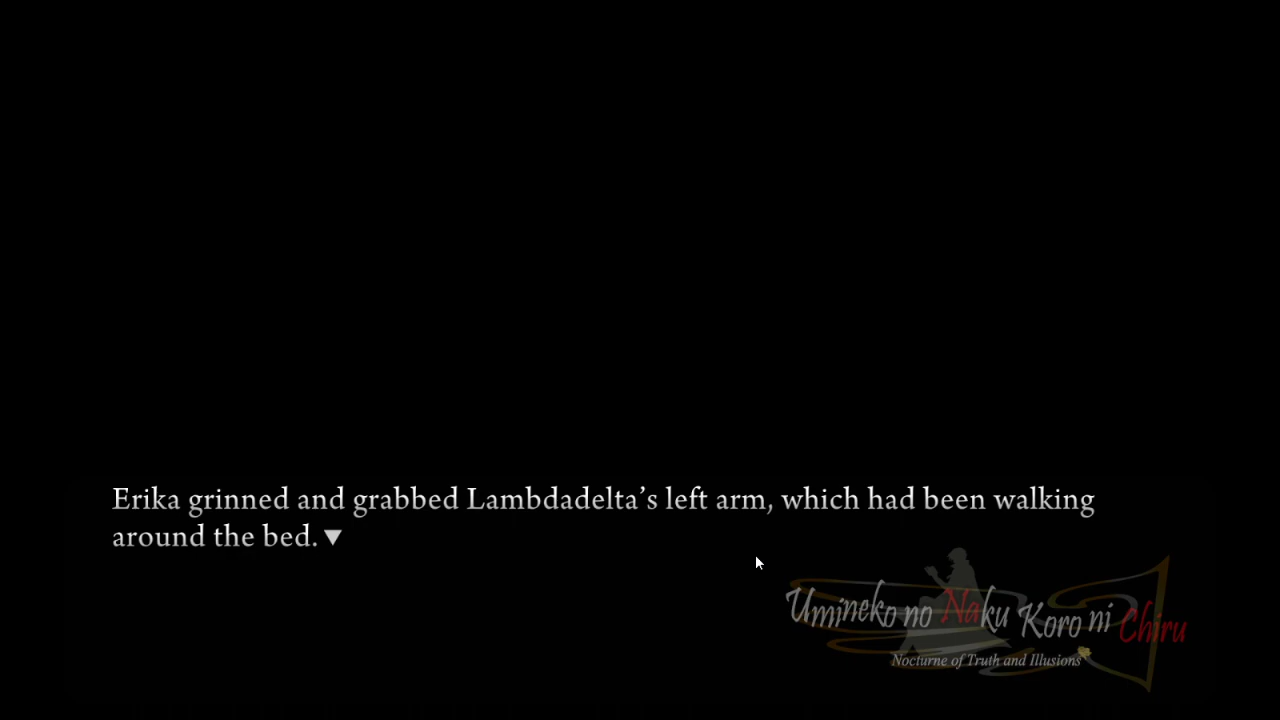 Erika grinned and grabbed Lambdadelta’s left arm, which had been walking
around the bed.
Umineko no Naku Koro ni Chiru
Nocturne of Truth and Illusions